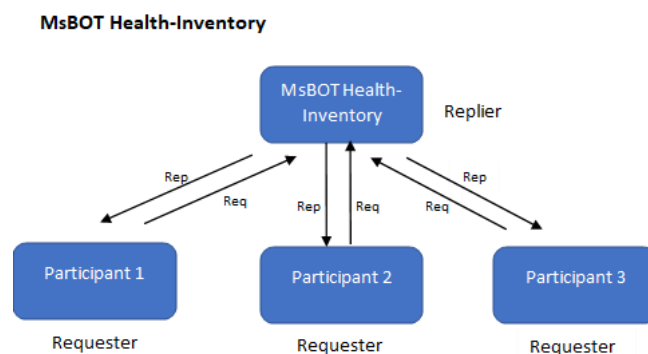 MsBOT Health-Inventory
MsBOT Health-
Inventory
Replier
Rep
Req
Rep
Req
Req
Rep
Participant 1
Participant 2
Participant 3
Requester
Requester
Requester